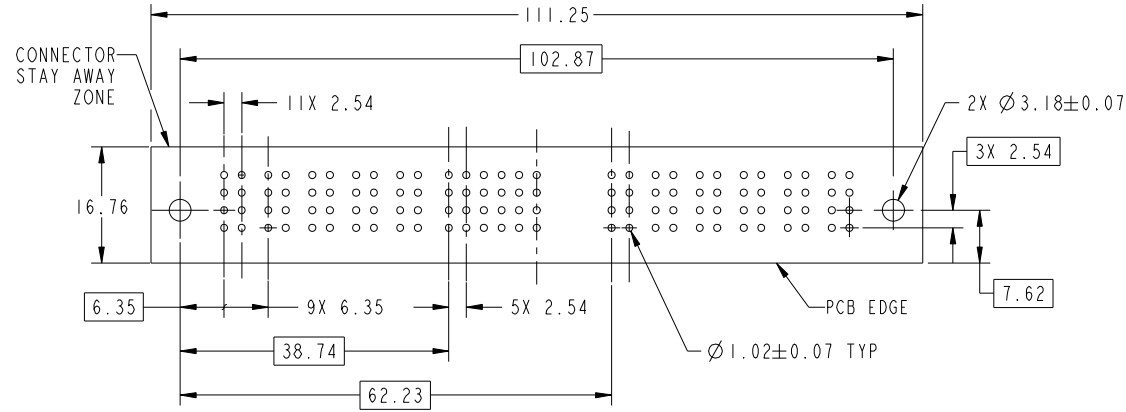 111.25
CONNECTOR
STAY AWAY
ZONE
102.87
11X 2.54
2X Ø3.18±0.07
3X 2.54
16.76
6.35
9X 6.35
5X 2.54
PCB EDGE
7.62
38.74
Ø1.02±0.07 TYP
62.23